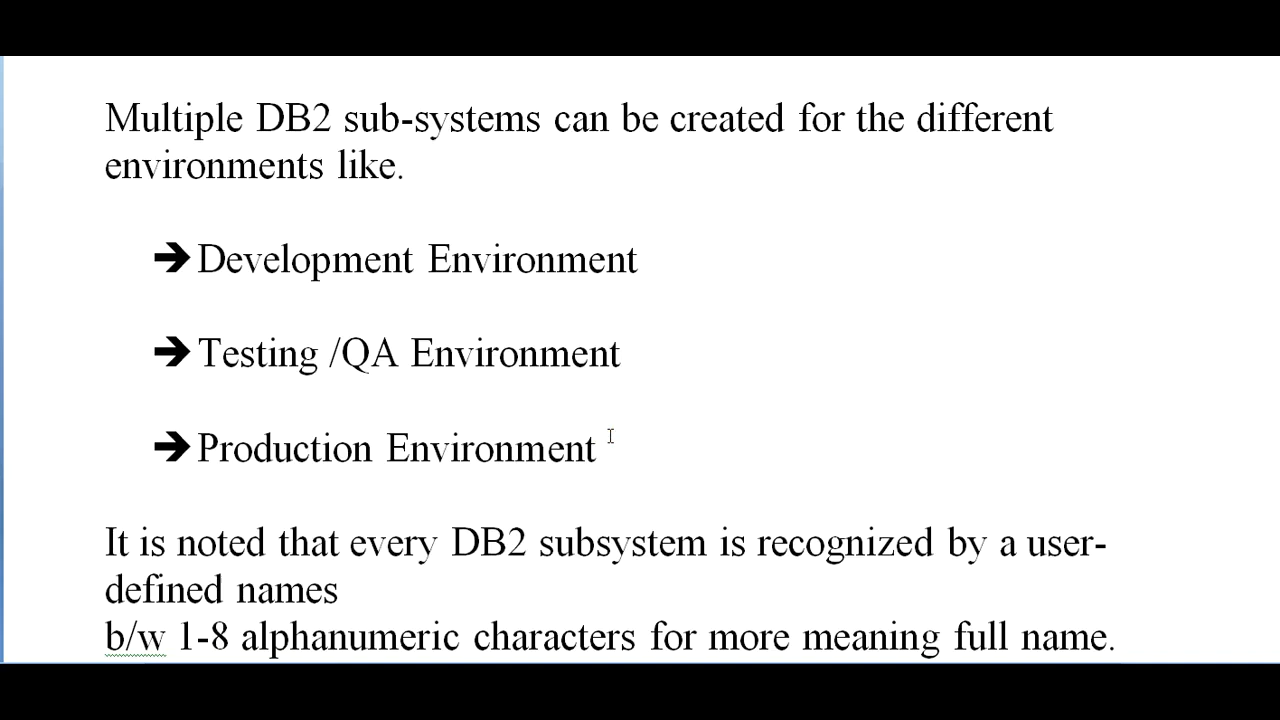 Multiple DB2 sub-systems can be created for the different
environments like.
➔ Development Environment
➔ Testing /QA Environment
➔ Production Environment
It is noted that every DB2 subsystem is recognized by a user-
defined names
b/w 1-8 alphanumeric characters for more meaning full name.